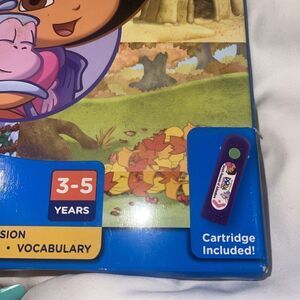 3-5
YEARS
SION
• VOCABULARY
Cartridge
Included!